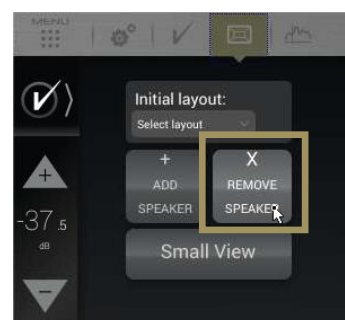 MENU
Initial layout:
Select layout
+
ADD
SPEAKER
X
REMOVE
SPEAKER
+
-37.5
dB
Small View